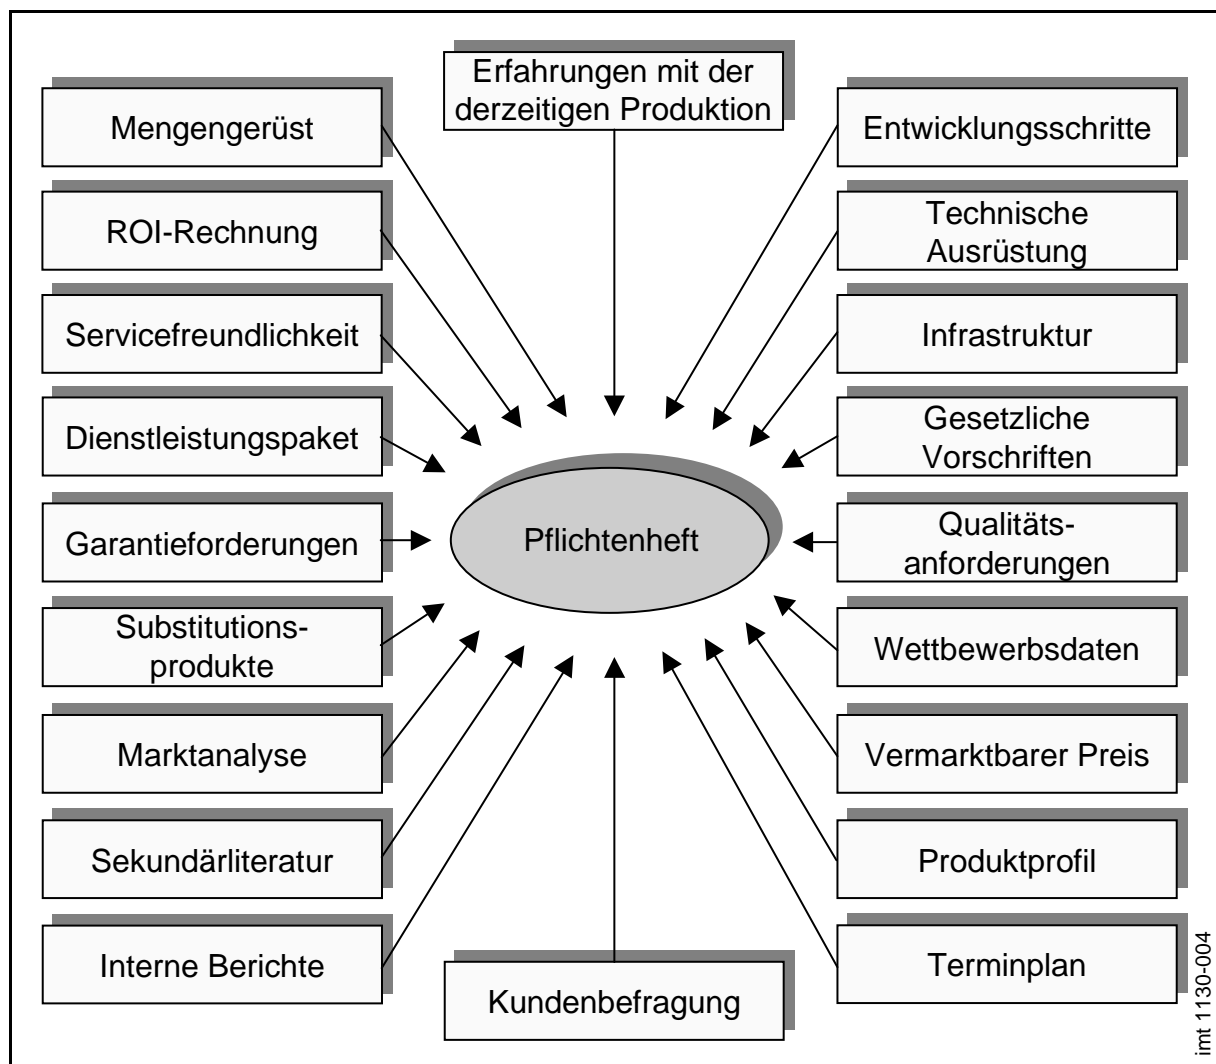 Erfahrungen mit der
derzeitigen Produktion
Mengengerüst
ROI-Rechnung
Servicefreundlichkeit
Dienstleistungspaket
Garantieforderungen
Substitutions-
produkte
Marktanalyse
Sekundärliteratur
Interne Berichte
Pflichtenheft
Kundenbefragung
Entwicklungsschritte
Technische
Ausrüstung
Infrastruktur
Gesetzliche
Vorschriften
Qualitäts-
anforderungen
Wettbewerbsdaten
Vermarktbarer Preis
Produktprofil
Terminplan
imt 1130-004